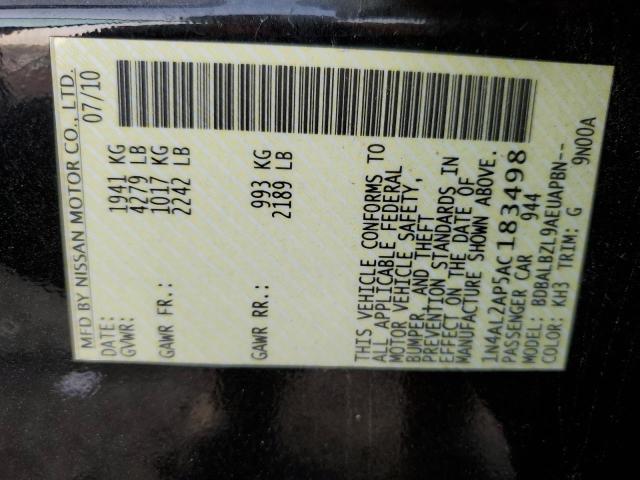 MFD BY NISSAN MOTOR CO., LTD.
DATE: 07/10
GVWR: 1941 KG
4279 LB
GAWR FR.: 1017 KG
2242 LB
GAWR RR.: 993 KG
2189 LB
THIS VEHICLE CONFORMS TO
ALL APPLICABLE FEDERAL
MOTOR VEHICLE SAFETY,
BUMPER, AND THEFT
PREVENTION STANDARDS IN
EFFECT ON THE DATE OF
MANUFACTURE SHOWN ABOVE.
1N4AL2AP5AC183498
PASSENGER CAR 944
MODEL: BDBALBZL9AEUAPBN--
COLOR: KH3 TRIM: G 9N00A